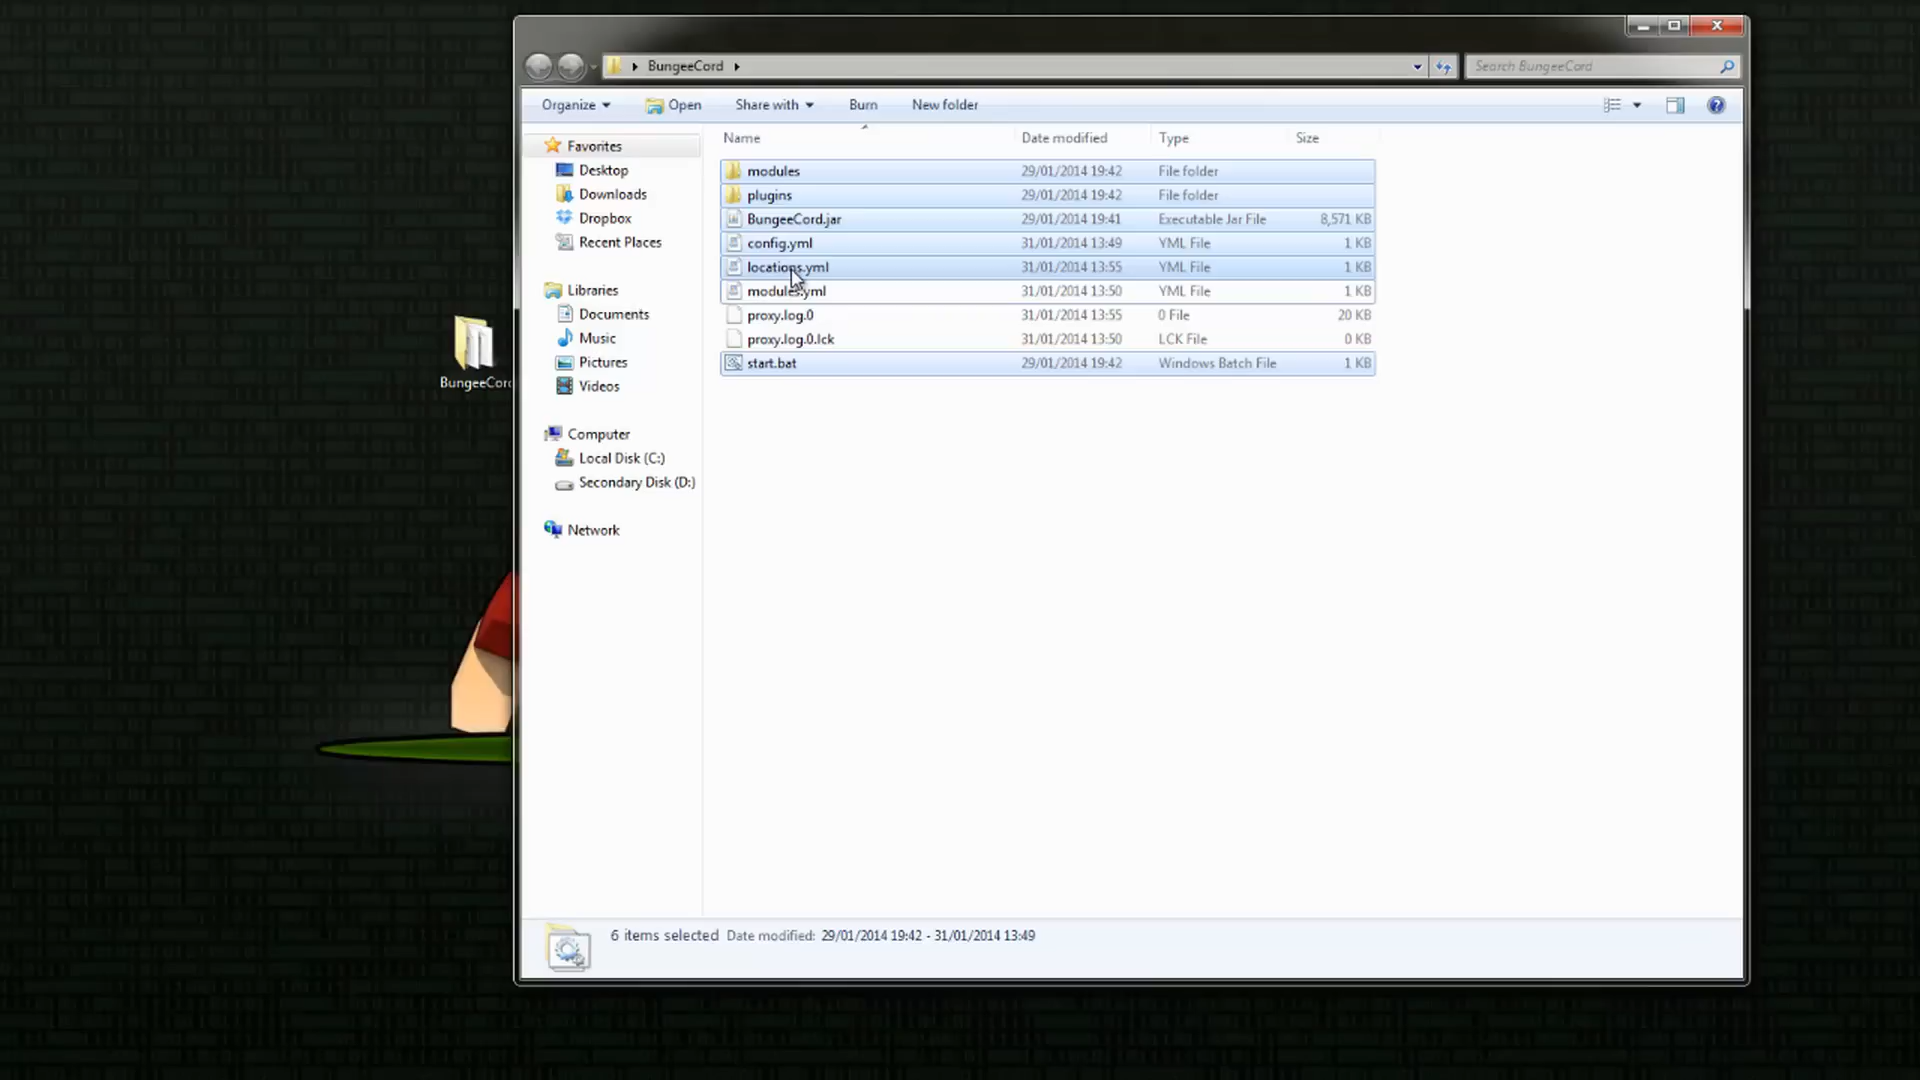 BungeeCord
Search BungeeCord
Organize Open Share with Burn New folder
Name Date modified Type Size
Favorites
Desktop
Downloads
Dropbox
Recent Places
Libraries
Documents
Music
Pictures
Videos
Computer
Local Disk (C:)
Secondary Disk (D:)
Network
modules 29/01/2014 19:42 File folder
plugins 29/01/2014 19:42 File folder
BungeeCord.jar 29/01/2014 19:41 Executable Jar File 8,571 KB
config.yml 31/01/2014 13:49 YML File 1 KB
locations.yml 31/01/2014 13:55 YML File 1 KB
modules.yml 31/01/2014 13:50 YML File 1 KB
proxy.log.0 31/01/2014 13:55 0 File 20 KB
proxy.log.0.lck 31/01/2014 13:50 LCK File 0 KB
start.bat 29/01/2014 19:42 Windows Batch File 1 KB
BungeeCord
6 items selected Date modified: 29/01/2014 19:42 - 31/01/2014 13:49